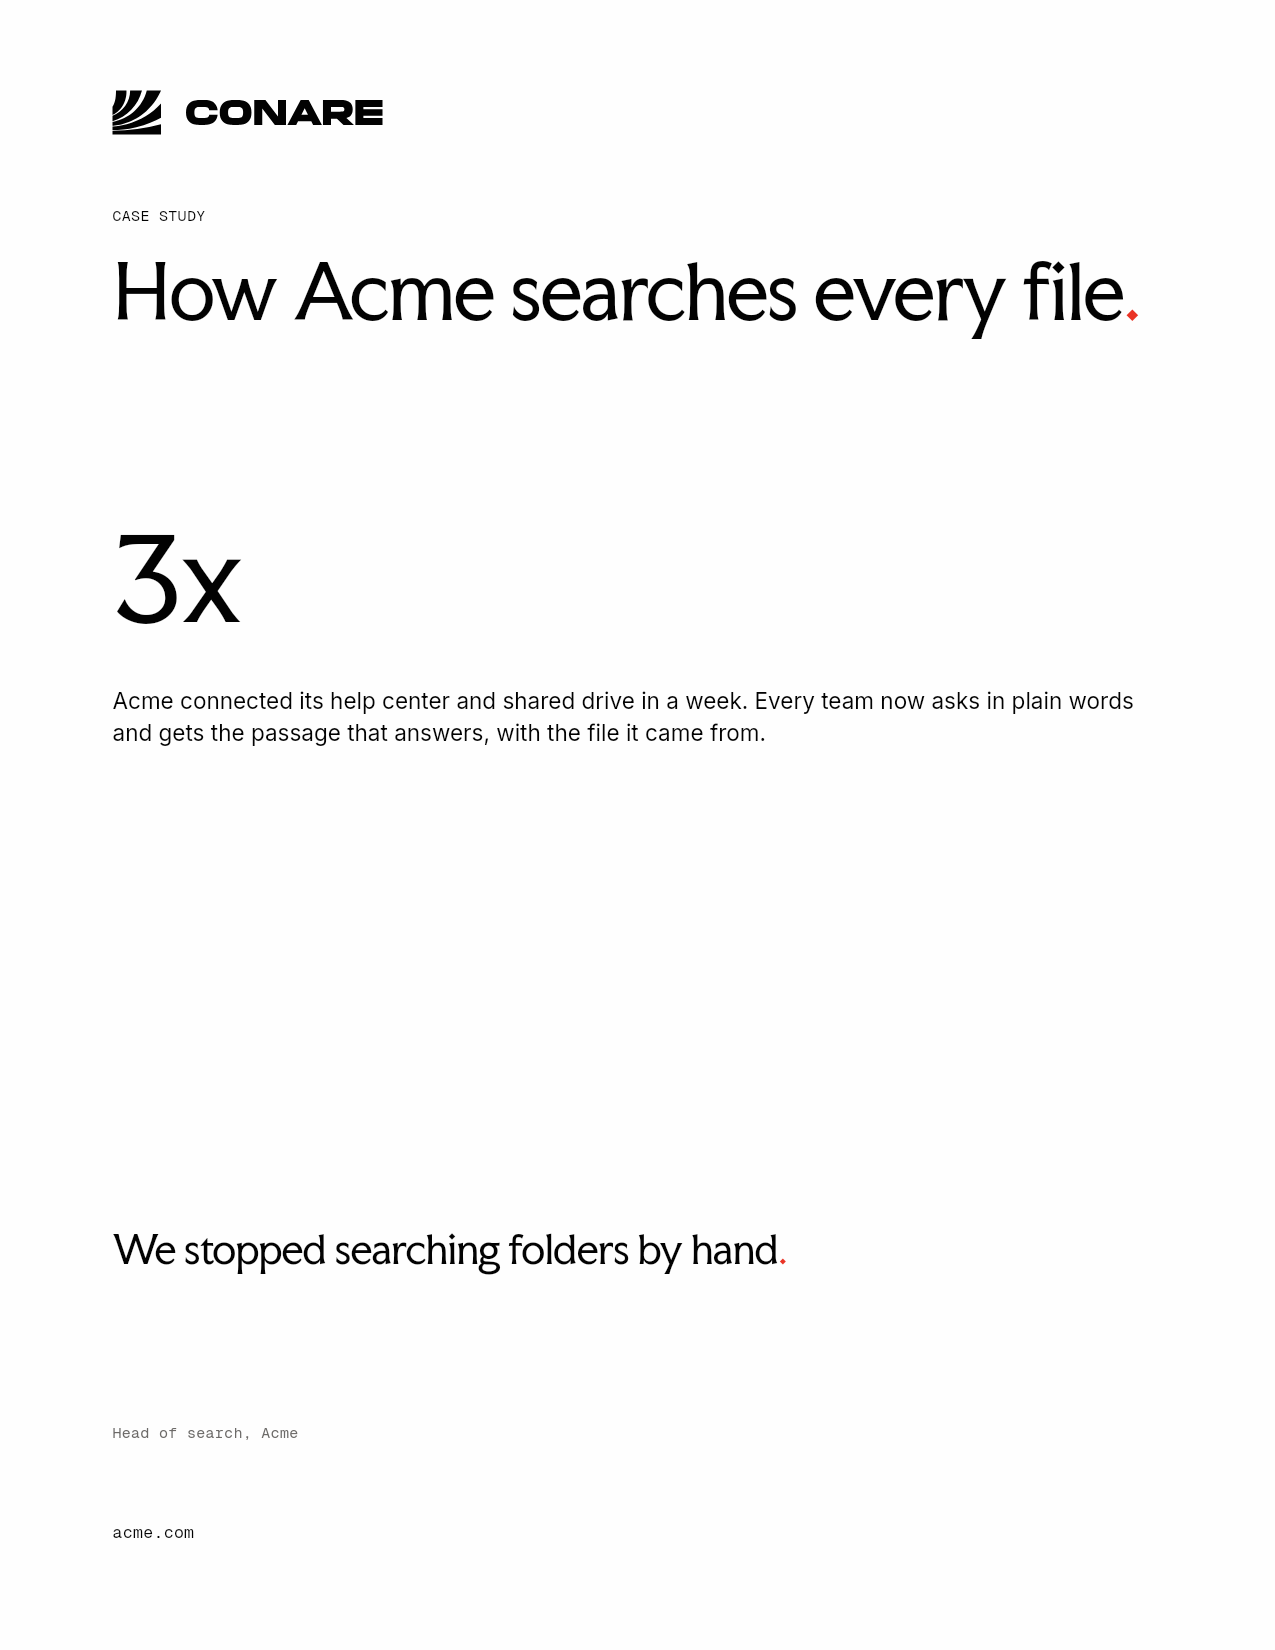 CONARE
CASE STUDY
How Acme searches every file.
3x
Acme connected its help center and shared drive in a week. Every team now asks in plain words
and gets the passage that answers, with the file it came from.
We stopped searching folders by hand.
Head of search, Acme
acme.com